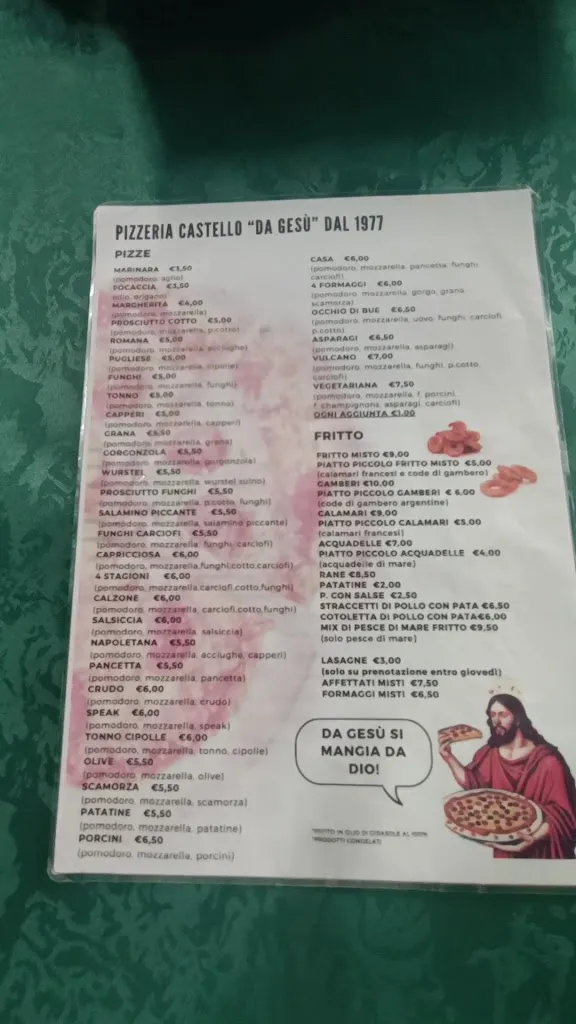 PIZZERIA CASTELLO “DA GESÙ” DAL 1977
PIZZE
MARINARA €3,50
(pomodoro, aglio)
FOCACCIA €3,50
(olio, origano)
MARGHERITA €4,00
(pomodoro, mozzarella)
PROSCIUTTO COTTO €5,00
(pomodoro, mozzarella, p.cotto)
ROMANA €5,00
(pomodoro, mozzarella, acciughe)
PUGLIESE €5,00
(pomodoro, mozzarella, cipolle)
FUNGHI €5,00
(pomodoro, mozzarella, funghi)
TONNO €5,00
(pomodoro, mozzarella, tonno)
CAPPERI €5,00
(pomodoro, mozzarella, capperi)
GRANA €5,50
(pomodoro, mozzarella, grana)
GORGONZOLA €5,50
(pomodoro, mozzarella, gorgonzola)
WURSTEL €5,50
(pomodoro, mozzarella, wurstel suino)
PROSCIUTTO FUNGHI €5,50
(pomodoro, mozzarella, p.cotto, funghi)
SALAMINO PICCANTE €5,50
(pomodoro, mozzarella, salamino piccante)
FUNGHI CARCIOFI €5,50
(pomodoro, mozzarella, funghi, carciofi)
CAPRICCIOSA €6,00
(pomodoro, mozzarella,funghi,cotto,carciofi)
4 STAGIONI €6,00
(pomodoro, mozzarella,carciofi,cotto,funghi)
CALZONE €6,00
(pomodoro, mozzarella, carciofi,cotto,funghi)
SALSICCIA €6,00
(pomodoro, mozzarella, salsiccia)
NAPOLETANA €5,50
(pomodoro, mozzarella, acciughe, capperi)
PANCETTA €5,50
(pomodoro, mozzarella, pancetta)
CRUDO €6,00
(pomodoro, mozzarella, crudo)
SPEAK €6,00
(pomodoro, mozzarella, speak)
TONNO CIPOLLE €6,00
(pomodoro, mozzarella, tonno, cipolle)
OLIVE €5,50
(pomodoro, mozzarella, olive)
SCAMORZA €5,50
(pomodoro, mozzarella, scamorza)
PATATINE €5,50
(pomodoro, mozzarella, patatine)
PORCINI €6,50
(pomodoro, mozzarella, porcini)
CASA €6,00
(pomodoro, mozzarella, pancetta, funghi,
carciofi)
4 FORMAGGI €6,00
(pomodoro, mozzarella, gorgo, grana,
scamorza)
OCCHIO DI BUE €6,50
(pomodoro, mozzarella, uovo, funghi, carciofi,
p.cotto)
ASPARAGI €6,50
(pomodoro, mozzarella, asparagi)
VULCANO €7,00
(pomodoro, mozzarella, funghi, p.cotto,
carciofi)
VEGETARIANA €7,50
(pomodoro, mozzarella, f. porcini,
f. champignons, asparagi, carciofi)
OGNI AGGIUNTA €1,00
FRITTO
FRITTO MISTO €9,00
PIATTO PICCOLO FRITTO MISTO €5,00
(calamari francesi e code di gambero)
GAMBERI €10,00
PIATTO PICCOLO GAMBERI € 6,00
(code di gambero argentine)
CALAMARI €9,00
PIATTO PICCOLO CALAMARI €5,00
(calamari francesi)
ACQUADELLE €7,00
PIATTO PICCOLO ACQUADELLE €4,00
(acquadelle di mare)
RANE €8,50
PATATINE €2,00
P. CON SALSE €2,50
STRACCETTI DI POLLO CON PATA €6,50
COTOLETTA DI POLLO CON PATA€6,00
MIX DI PESCE DI MARE FRITTO €9,50
(solo pesce di mare)
LASAGNE €3,00
(solo su prenotazione entro giovedì)
AFFETTATI MISTI €7,50
FORMAGGI MISTI €6,50
DA GESÙ SI
MANGIA DA
DIO!
*FRITTO IN OLIO DI GIRASOLE AL 100%
*PRODOTTI CONGELATI